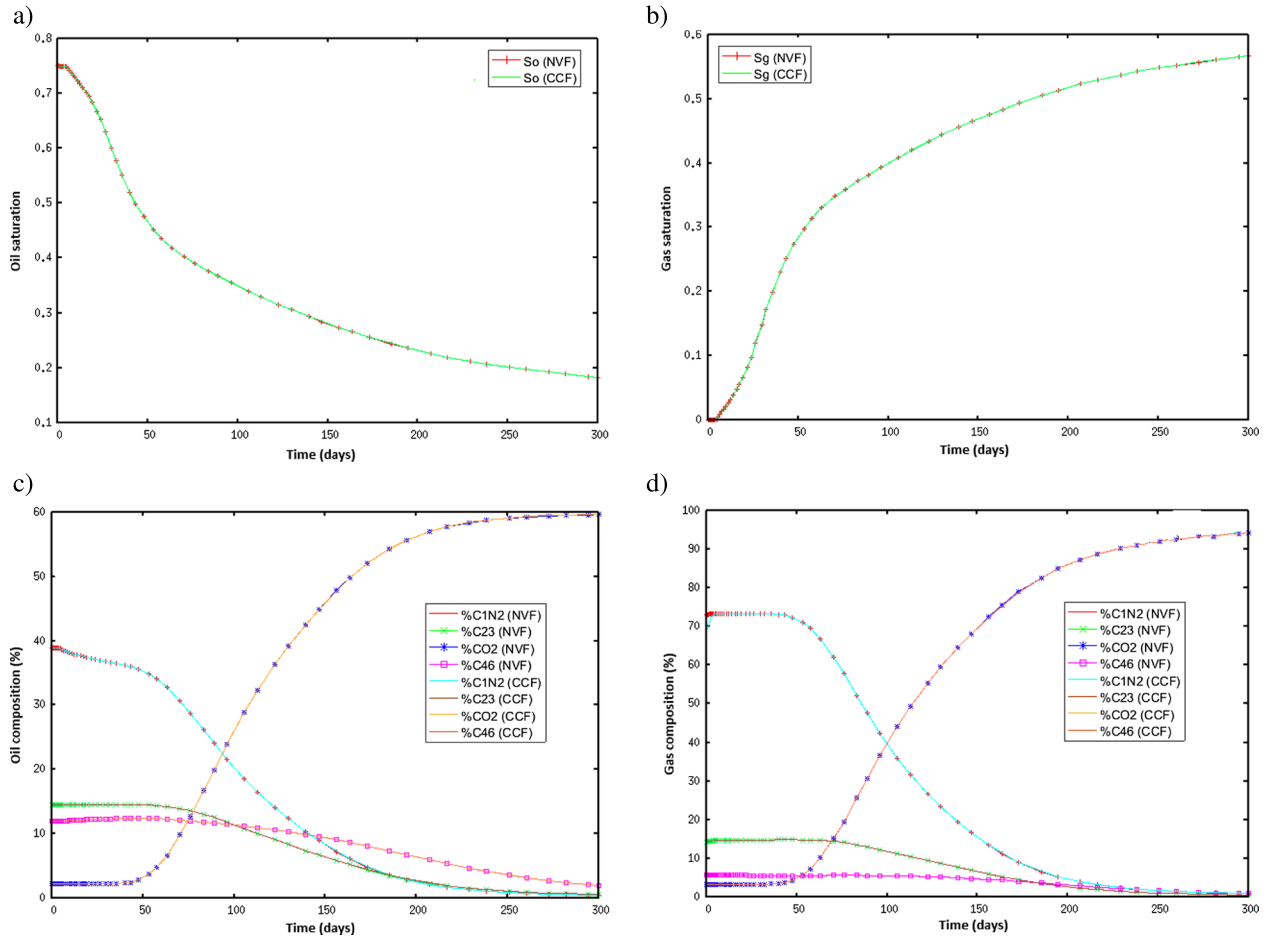 a)
0.8
0.7
0.6
0.5
0.4
0.3
0.2
0.1
Oil saturation
So (NVF)
So (CCF)
0
50
100
150
200
250
300
Time (days)
b)
0.6
0.5
0.4
0.3
0.2
0.1
0
Gas saturation
Sg (NVF)
Sg (CCF)
0
50
100
150
200
250
300
Time (days)
c)
60
50
40
30
20
10
0
Oil composition (%)
%C1N2 (NVF)
%C23 (NVF)
%CO2 (NVF)
%C46 (NVF)
%C1N2 (CCF)
%C23 (CCF)
%CO2 (CCF)
%C46 (CCF)
0
50
100
150
200
250
300
Time (days)
d)
100
90
80
70
60
50
40
30
20
10
0
Gas composition (%)
%C1N2 (NVF)
%C23 (NVF)
%CO2 (NVF)
%C46 (NVF)
%C1N2 (CCF)
%C23 (CCF)
%CO2 (CCF)
%C46 (CCF)
0
50
100
150
200
250
300
Time (days)